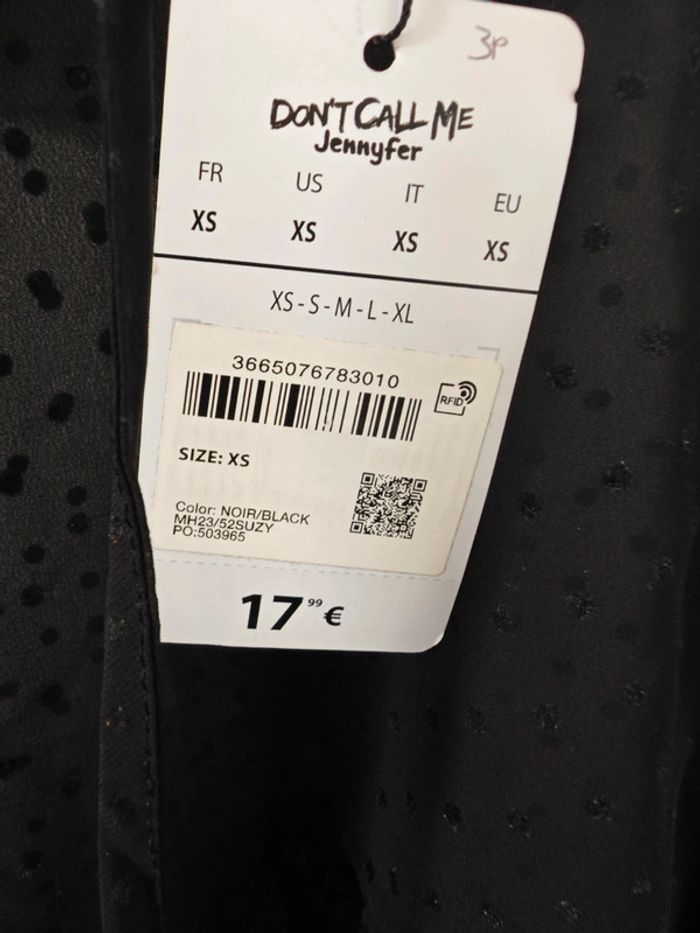 3P
DON'T CALL ME
Jennyfer
FR US IT EU
XS XS XS XS
XS-S-M-L-XL
3665076783010
RFID
SIZE: XS
Color: NOIR/BLACK
MH23/52SUZY
PO:503965
17,99 €